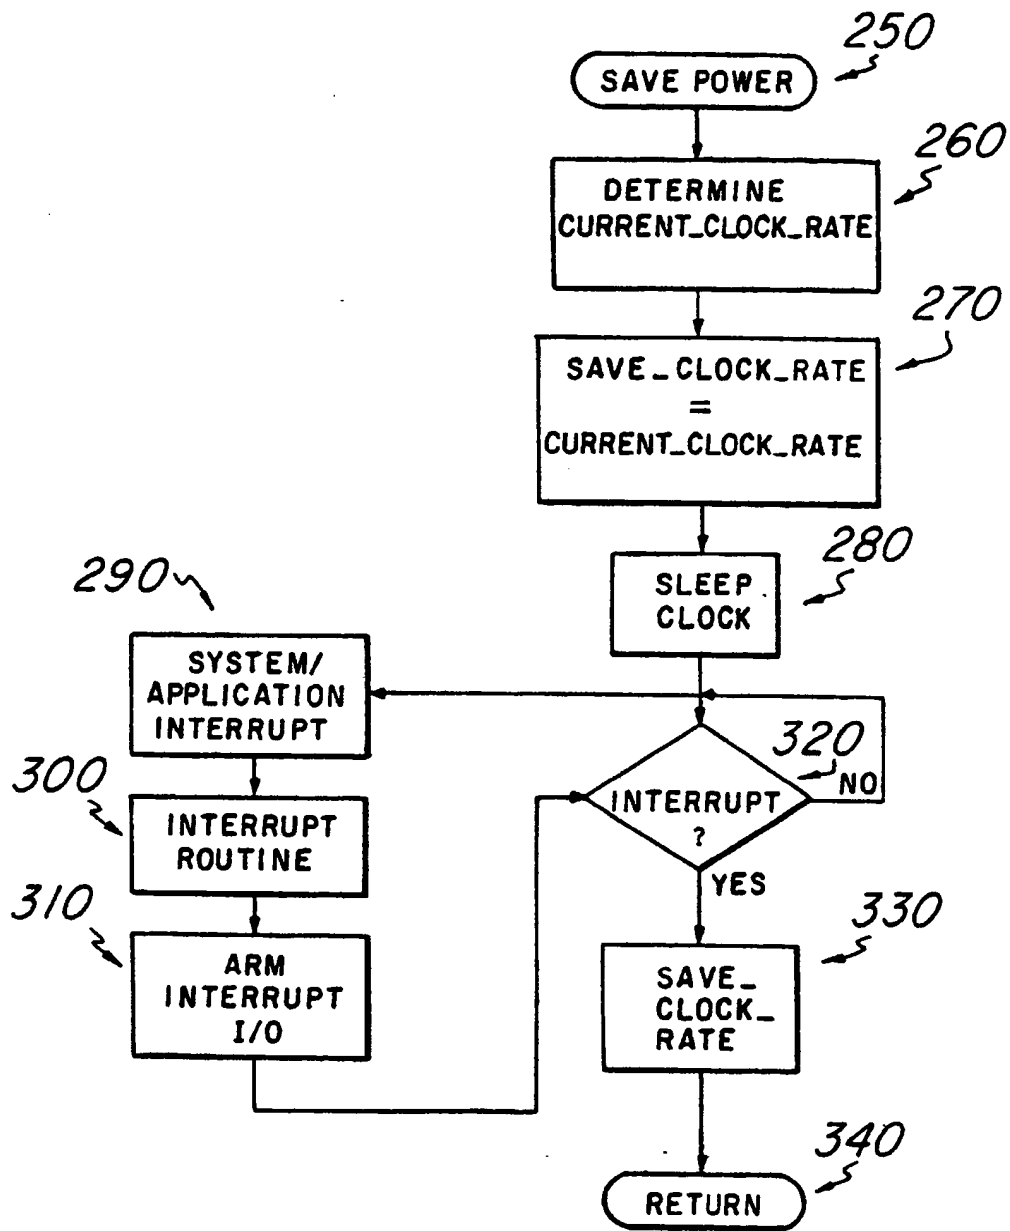 250
SAVE POWER
260
DETERMINE
CURRENT_CLOCK_RATE
270
SAVE_CLOCK_RATE
=
CURRENT_CLOCK_RATE
280
SLEEP
CLOCK
290
SYSTEM/
APPLICATION
INTERRUPT
320
INTERRUPT
?
NO
YES
300
INTERRUPT
ROUTINE
310
ARM
INTERRUPT
I/O
330
SAVE_
CLOCK_
RATE
340
RETURN